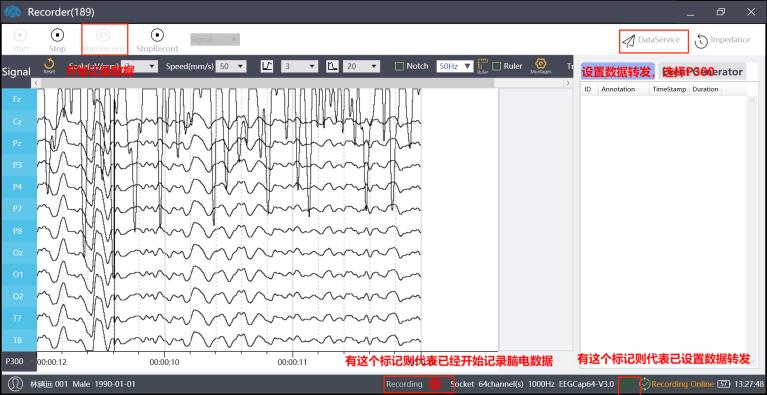 Recorder(189)
Start Stop StartRecord StopRecord Signal DataService Impedance
Signal Reset Scale(uV/mm) Speed(mm/s) 50 3 20 Notch 50Hz Ruler Ruler Montages
开始记录数据
设置数据转发，选择P300
Generator
ID Annotation TimeStamp Duration
Fz
Cz
Pz
P3
P4
P7
P8
Oz
O1
O2
T7
T8
P300 00:00:12 00:00:10 00:00:11
有这个标记则代表已经开始记录脑电数据
有这个标记则代表已设置数据转发
001 Male 1990-01-01 Recording Socket 64channel(s) 1000Hz EEGCap64-V3.0 Recording Online 13:27:48